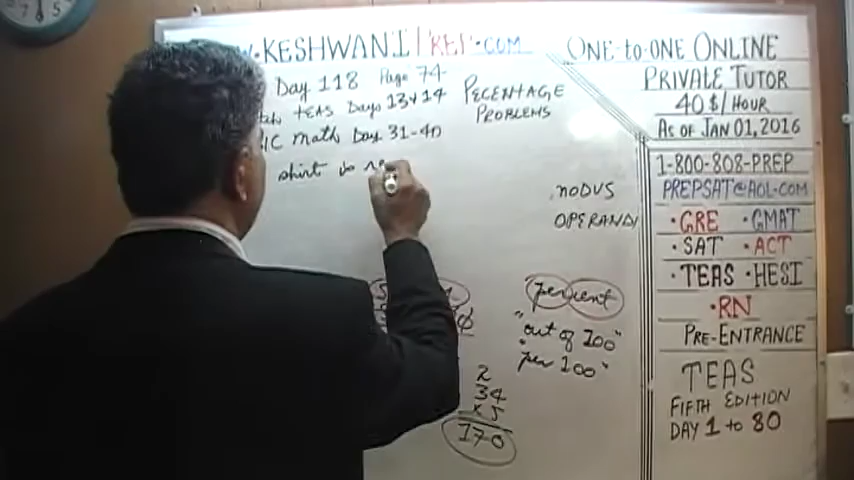 KESHWANI PREP.COM
Day 118 Page 74
TEAS Days 13+14
Math Day 31-40
shirt is
PECENTAGE
PROBLEMS
.MODUS
OPERANDI
"percent"
"out of 100"
"per 100"
2
34
x 5
170
ONE-TO-ONE ONLINE
PRIVATE TUTOR
40$/HOUR
AS OF JAN 01, 2016
1-800-808-PREP
PREPSAT@AOL.COM
•GRE •GMAT
•SAT •ACT
•TEAS •HESI
•RN
PRE-ENTRANCE
TEAS
FIFTH EDITION
DAY 1 to 80